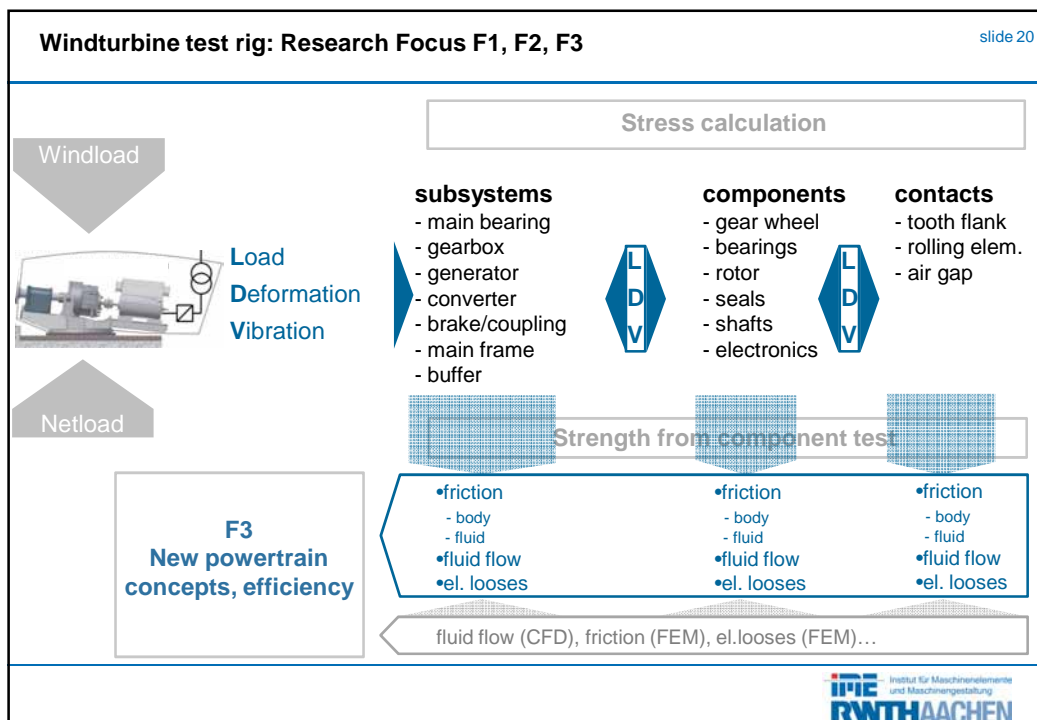 Windturbine test rig: Research Focus F1, F2, F3
slide 20
Stress calculation
Windload
Load
Deformation
Vibration
Netload
subsystems
- main bearing
- gearbox
- generator
- converter
- brake/coupling
- main frame
- buffer
L
D
V
components
- gear wheel
- bearings
- rotor
- seals
- shafts
- electronics
L
D
V
contacts
- tooth flank
- rolling elem.
- air gap
Strength from component test
F3
New powertrain
concepts, efficiency
•friction
- body
- fluid
•fluid flow
•el. looses
•friction
- body
- fluid
•fluid flow
•el. looses
•friction
- body
- fluid
•fluid flow
•el. looses
fluid flow (CFD), friction (FEM), el.looses (FEM)…
iME Institut für Maschinenelemente
und Maschinengestaltung
RWTHAACHEN